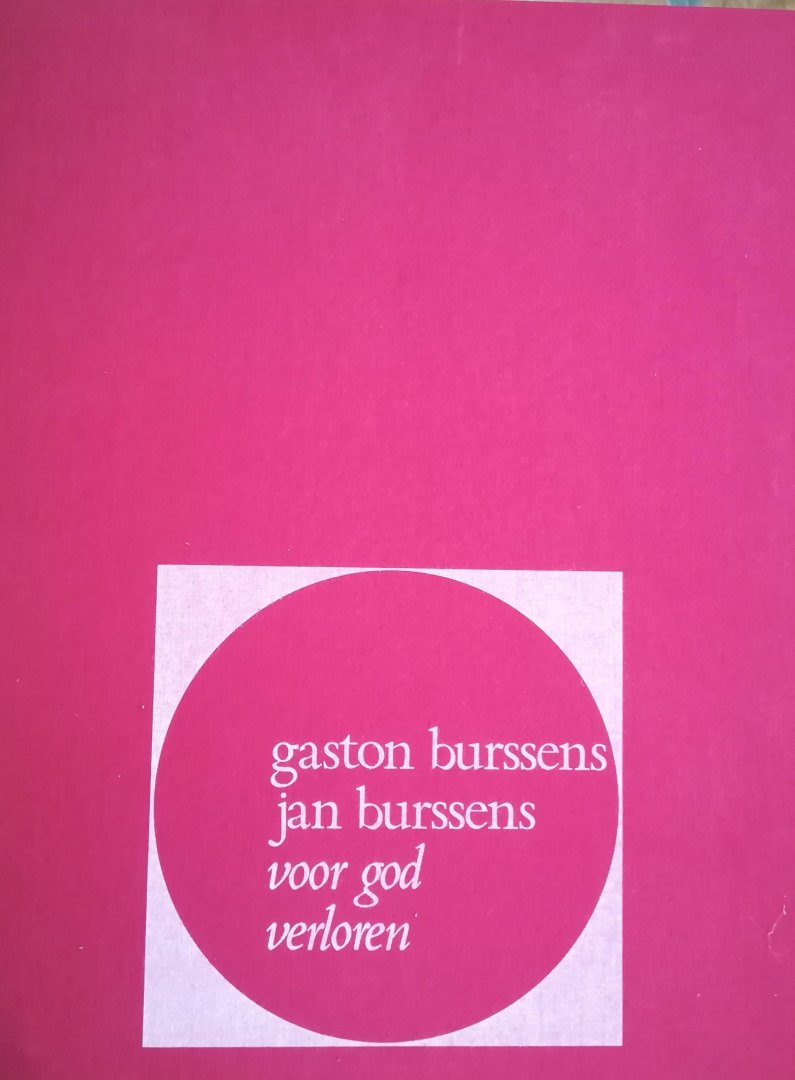 gaston burssens
jan burssens
voor god
verloren